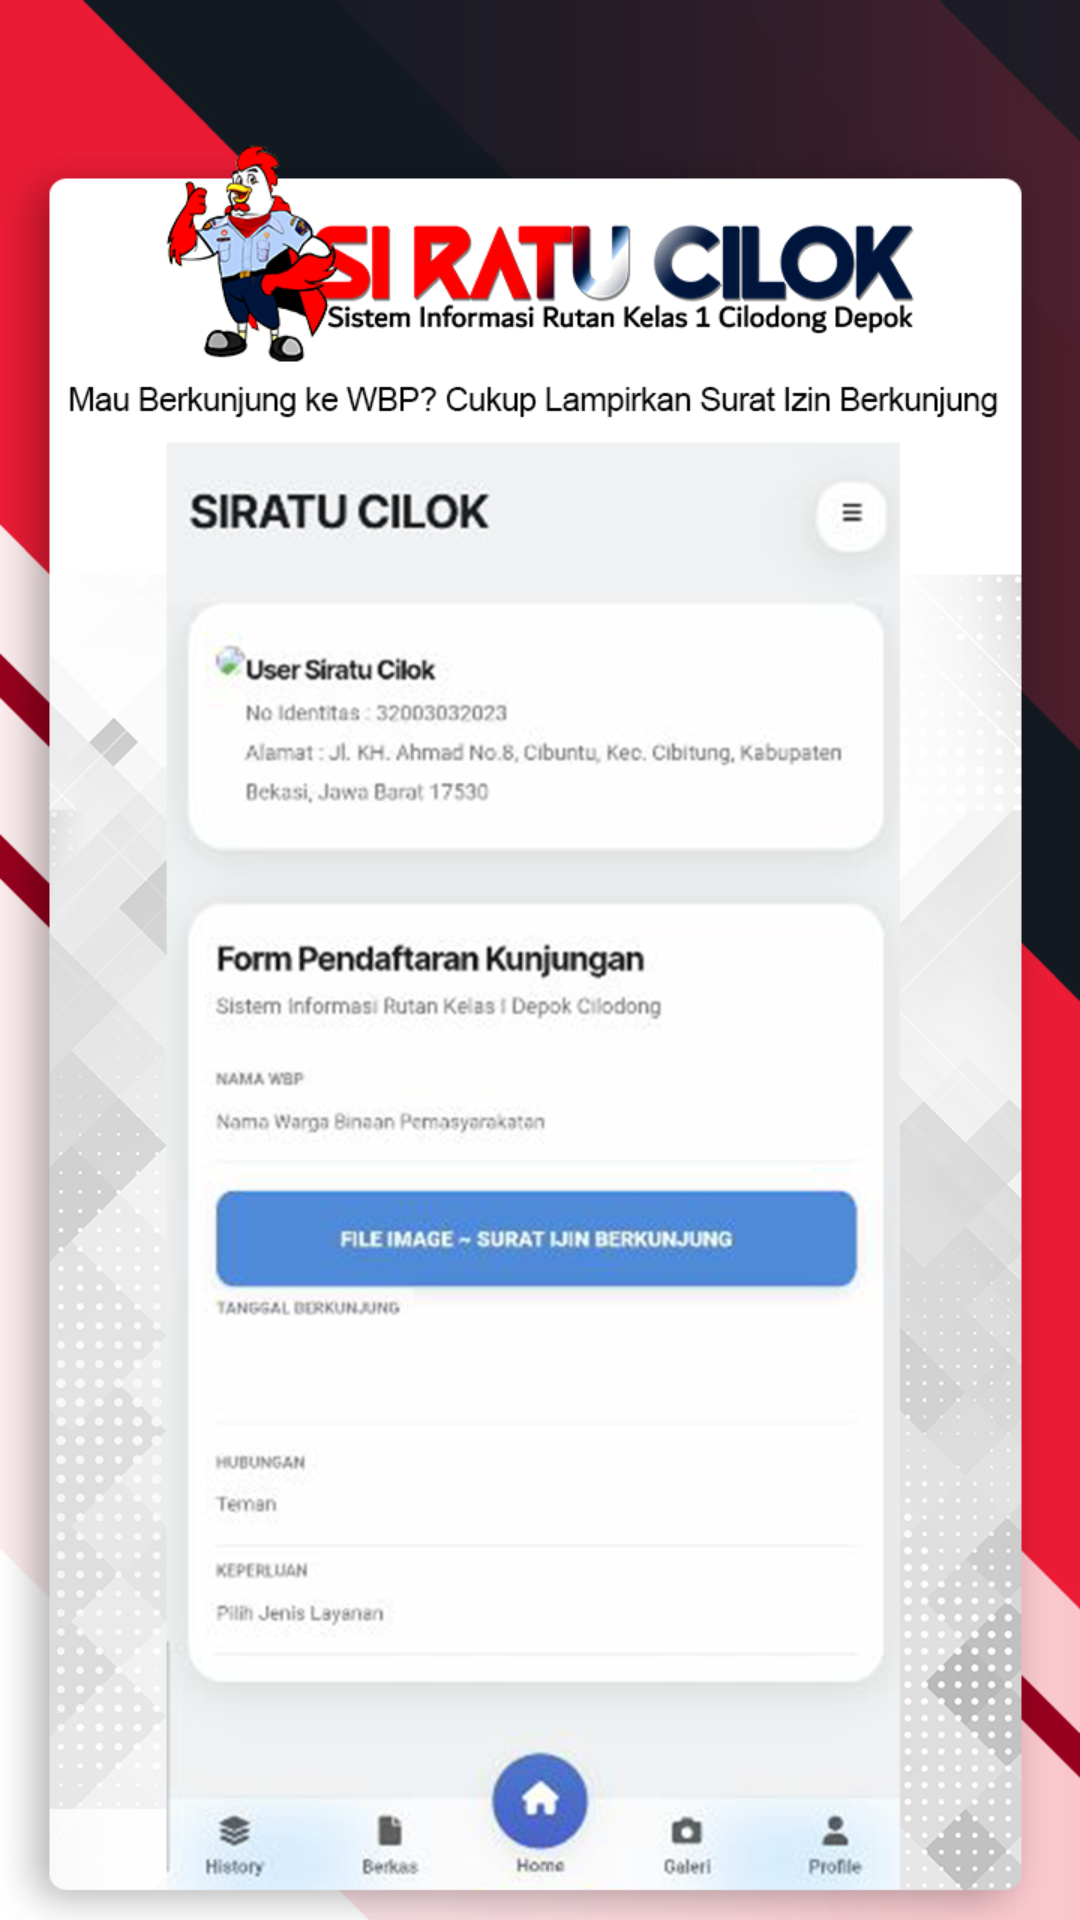 SI RATU CILOK
Sistem Informasi Rutan Kelas 1 Cilodong Depok
Mau Berkunjung ke WBP? Cukup Lampirkan Surat Izin Berkunjung
SIRATU CILOK
User Siratu Cilok
No Identitas : 32003032023
Alamat : Jl. KH. Ahmad No.8, Cibuntu, Kec. Cibitung, Kabupaten
Bekasi, Jawa Barat 17530
Form Pendaftaran Kunjungan
Sistem Informasi Rutan Kelas I Depok Cilodong
NAMA WBP
Nama Warga Binaan Pemasyarakatan
FILE IMAGE ~ SURAT IJIN BERKUNJUNG
TANGGAL BERKUNJUNG
HUBUNGAN
Teman
KEPERLUAN
Pilih Jenis Layanan
History Berkas Home Galeri Profile